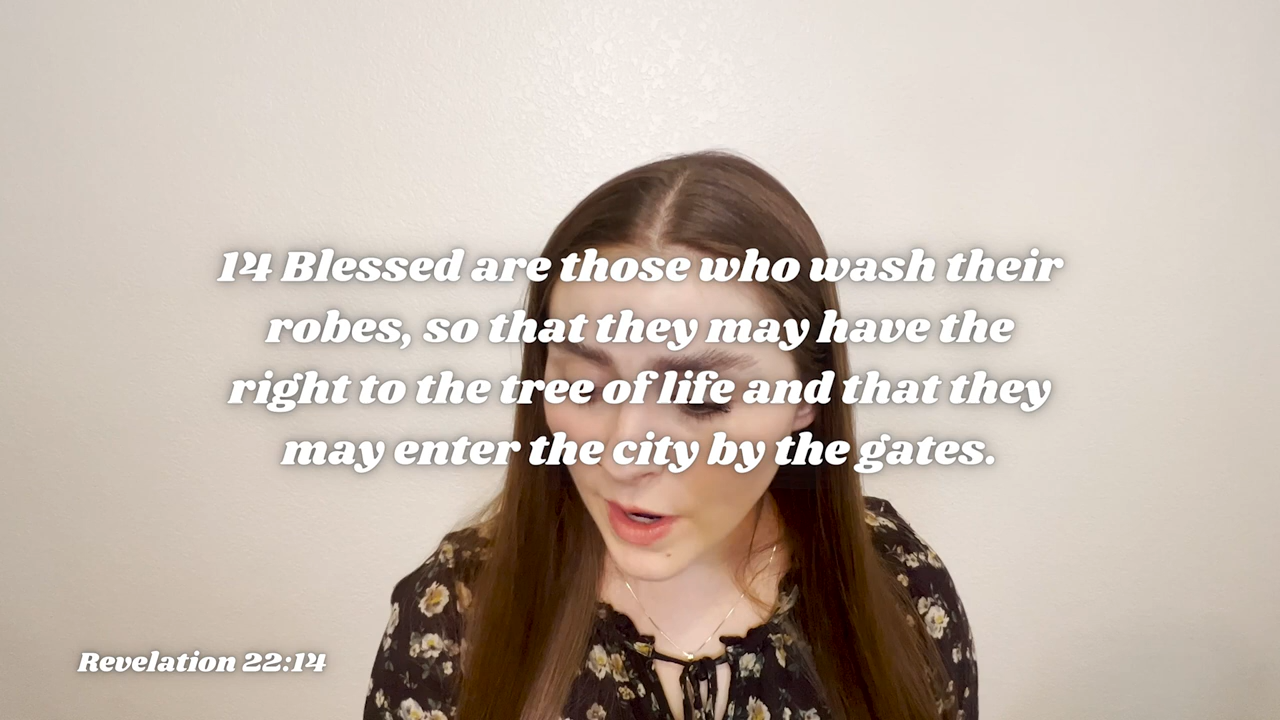 14 Blessed are those who wash their
robes, so that they may have the
right to the tree of life and that they
may enter the city by the gates.
Revelation 22:14